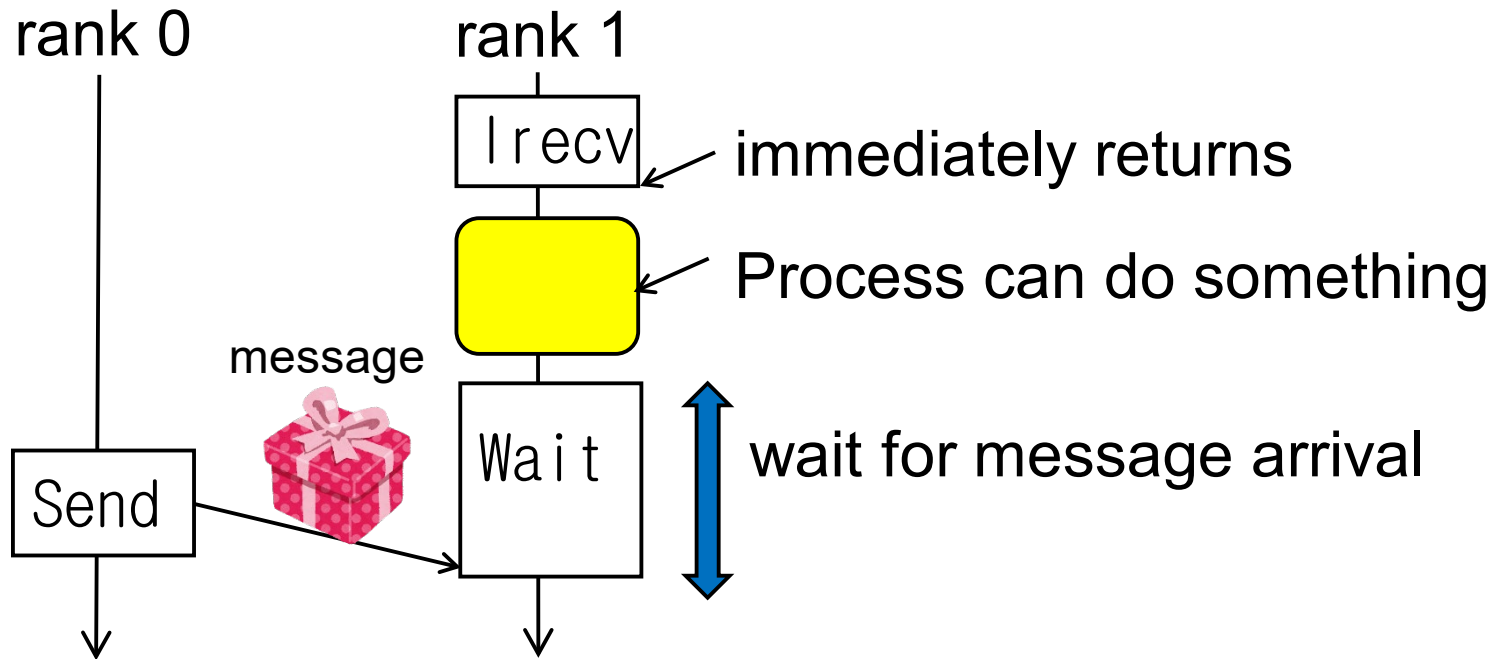 rank 0
rank 1
Irecv
immediately returns
Process can do something
message
Wait
wait for message arrival
Send